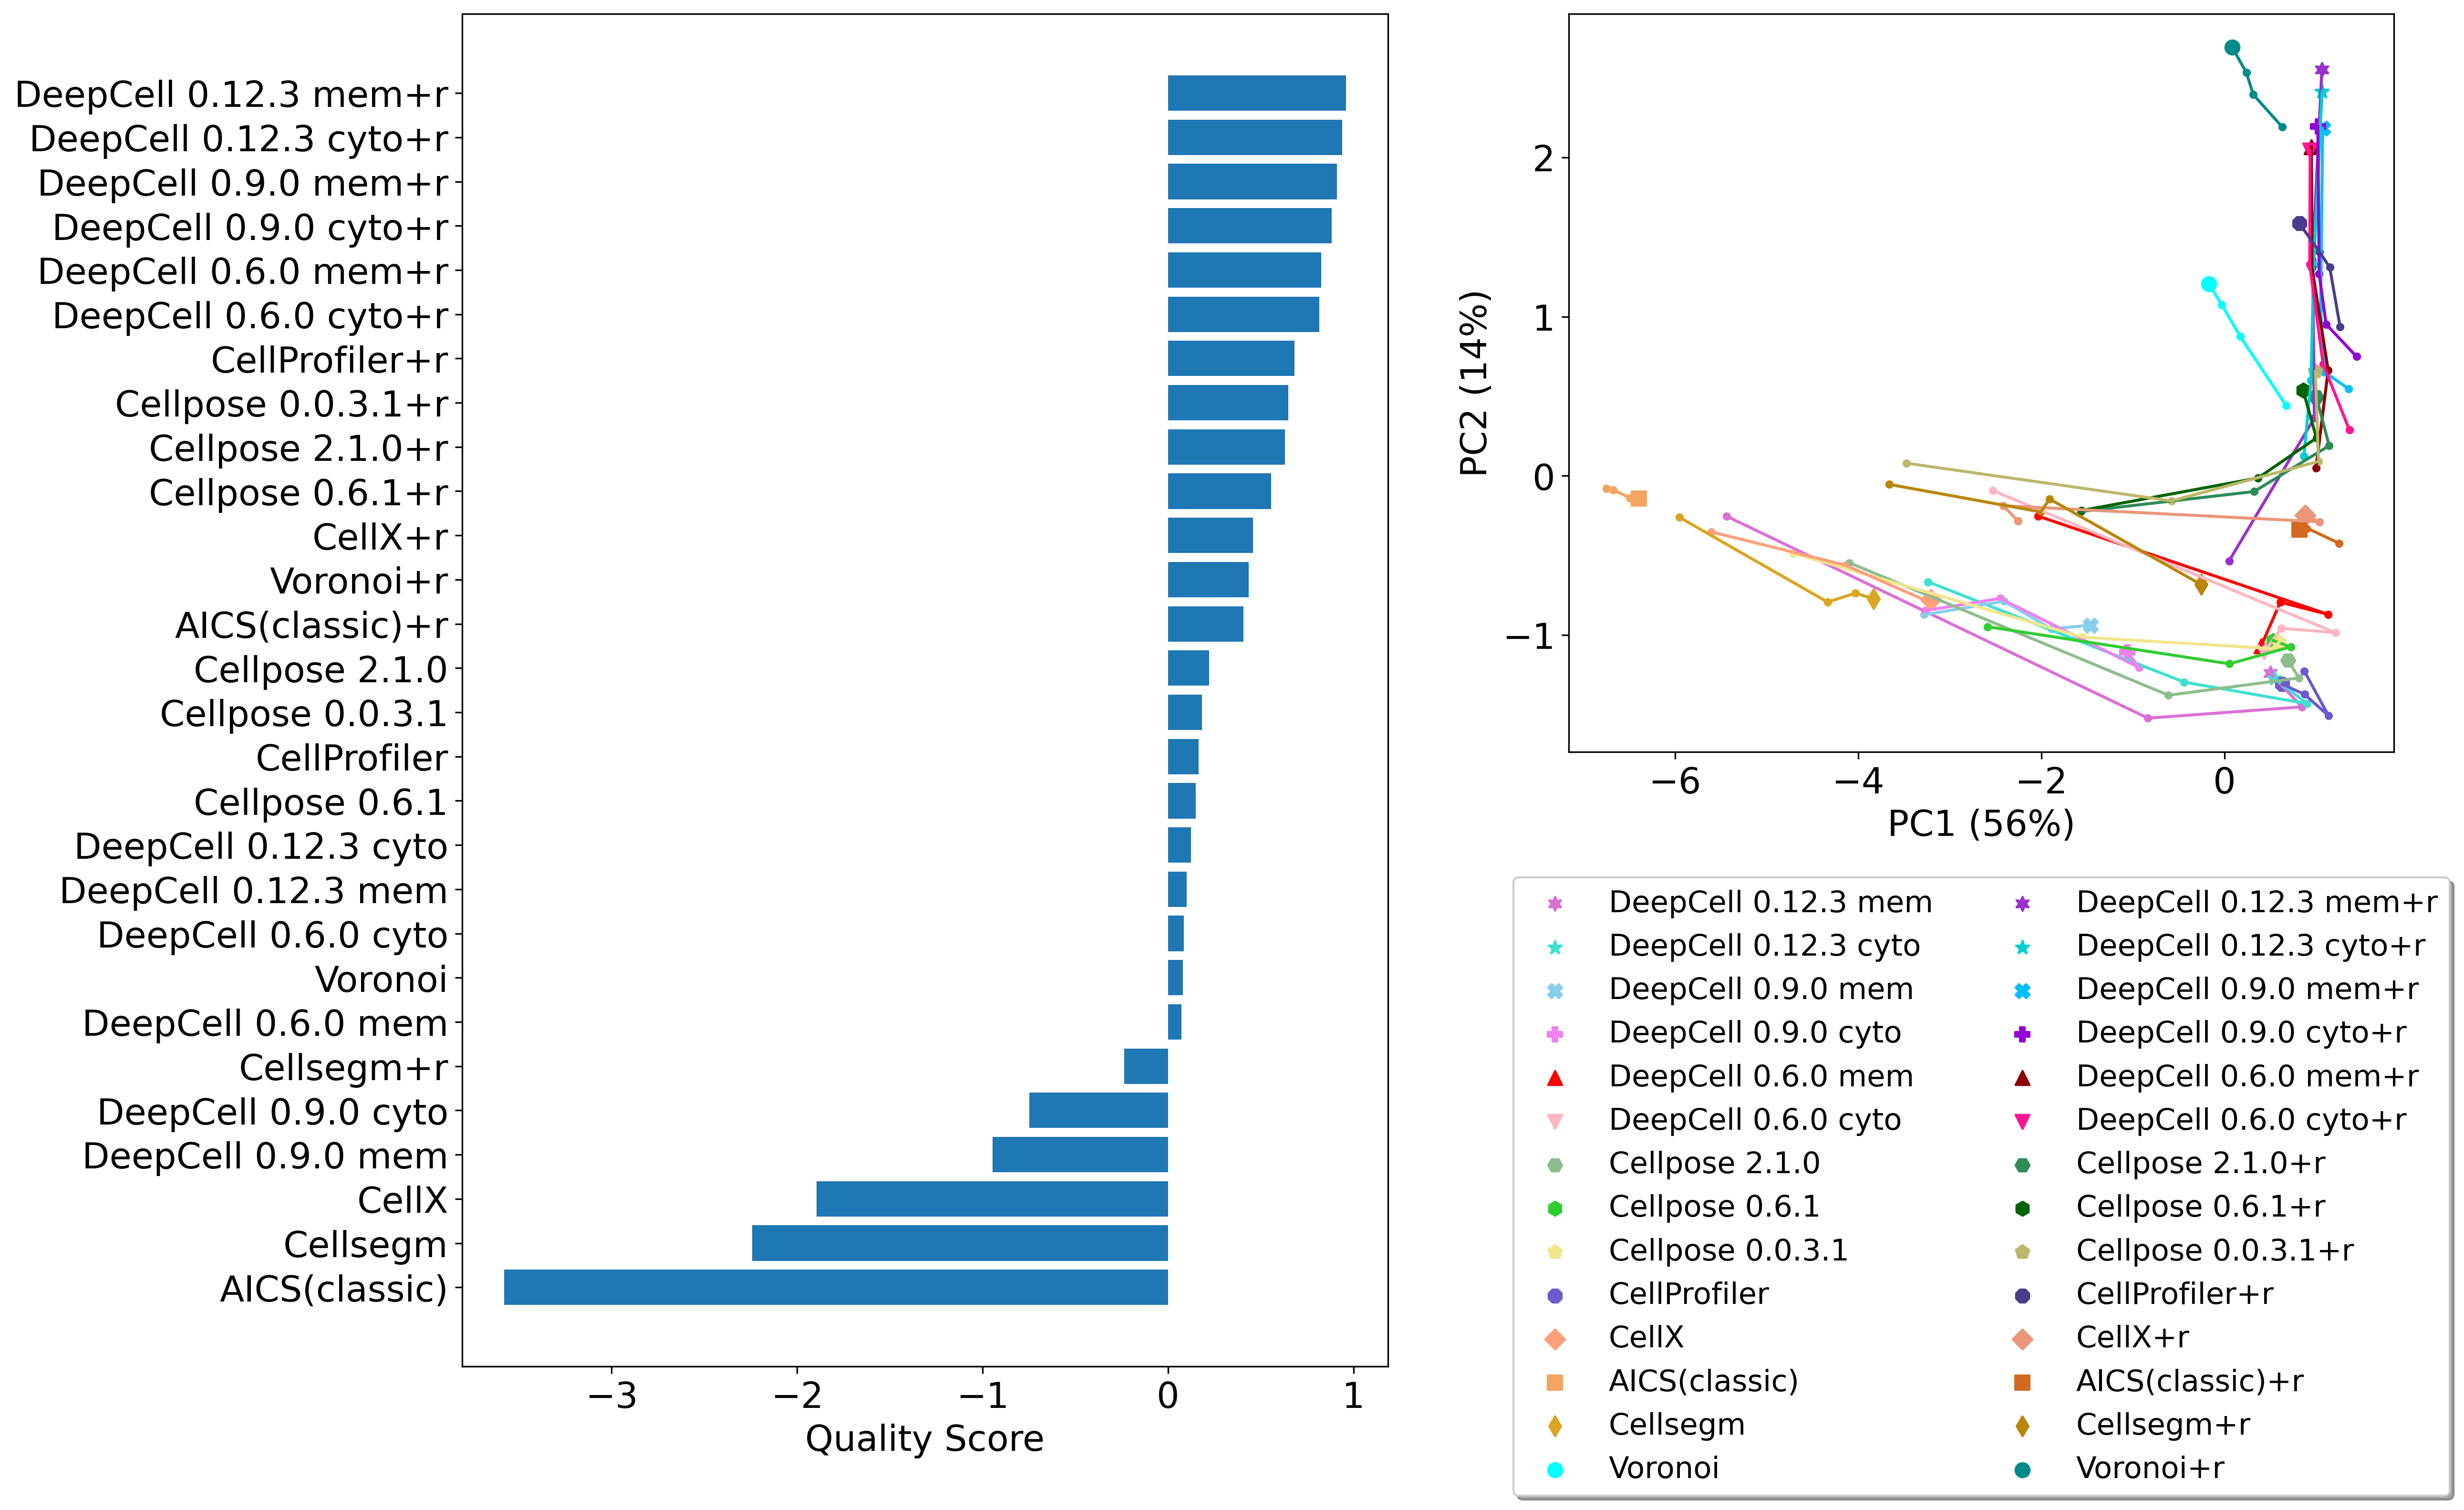 DeepCell 0.12.3 mem+r
DeepCell 0.12.3 cyto+r
DeepCell 0.9.0 mem+r
DeepCell 0.9.0 cyto+r
DeepCell 0.6.0 mem+r
DeepCell 0.6.0 cyto+r
CellProfiler+r
Cellpose 0.0.3.1+r
Cellpose 2.1.0+r
Cellpose 0.6.1+r
CellX+r
Voronoi+r
AICS(classic)+r
Cellpose 2.1.0
Cellpose 0.0.3.1
CellProfiler
Cellpose 0.6.1
DeepCell 0.12.3 cyto
DeepCell 0.12.3 mem
DeepCell 0.6.0 cyto
Voronoi
DeepCell 0.6.0 mem
Cellsegm+r
DeepCell 0.9.0 cyto
DeepCell 0.9.0 mem
CellX
Cellsegm
AICS(classic)
−3 −2 −1 0 1
Quality Score
2
1
0
−1
PC2 (14%)
−6 −4 −2 0
PC1 (56%)
DeepCell 0.12.3 mem
DeepCell 0.12.3 cyto
DeepCell 0.9.0 mem
DeepCell 0.9.0 cyto
DeepCell 0.6.0 mem
DeepCell 0.6.0 cyto
Cellpose 2.1.0
Cellpose 0.6.1
Cellpose 0.0.3.1
CellProfiler
CellX
AICS(classic)
Cellsegm
Voronoi
DeepCell 0.12.3 mem+r
DeepCell 0.12.3 cyto+r
DeepCell 0.9.0 mem+r
DeepCell 0.9.0 cyto+r
DeepCell 0.6.0 mem+r
DeepCell 0.6.0 cyto+r
Cellpose 2.1.0+r
Cellpose 0.6.1+r
Cellpose 0.0.3.1+r
CellProfiler+r
CellX+r
AICS(classic)+r
Cellsegm+r
Voronoi+r